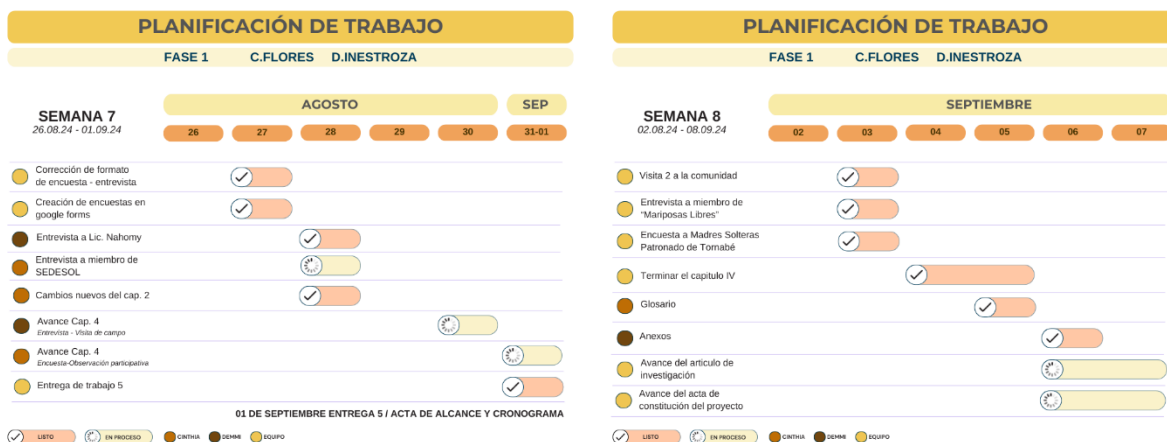 PLANIFICACIÓN DE TRABAJO
FASE 1 C.FLORES D.INESTROZA
SEMANA 7
26.08.24 - 01.09.24
AGOSTO SEP
26 27 28 29 30 31-01
Corrección de formato
de encuesta - entrevista
Creación de encuestas en
google forms
Entrevista a Lic. Nahomy
Entrevista a miembro de
SEDESOL
Cambios nuevos del cap. 2
Avance Cap. 4
Entrevista - Visita de campo
Avance Cap. 4
Encuesta-Observación participativa
Entrega de trabajo 5
01 DE SEPTIEMBRE ENTREGA 5 / ACTA DE ALCANCE Y CRONOGRAMA
LISTO EN PROCESO CINTHIA DEMMI EQUIPO
PLANIFICACIÓN DE TRABAJO
FASE 1 C.FLORES D.INESTROZA
SEMANA 8
02.08.24 - 08.09.24
SEPTIEMBRE
02 03 04 05 06 07
Visita 2 a la comunidad
Entrevista a miembro de
"Mariposas Libres"
Encuesta a Madres Solteras
Patronado de Tornabé
Terminar el capitulo IV
Glosario
Anexos
Avance del articulo de
investigación
Avance del acta de
constitución del proyecto
LISTO EN PROCESO CINTHIA DEMMI EQUIPO